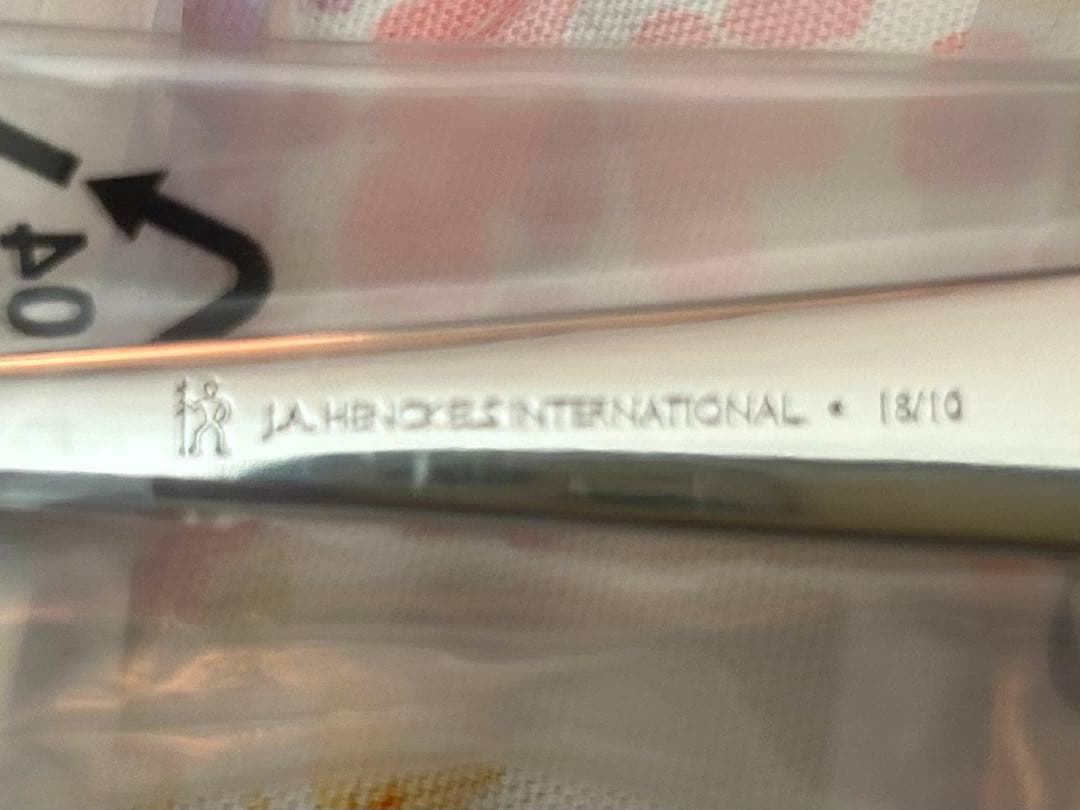 J.A. HENCKELS INTERNATIONAL • 18/10
40